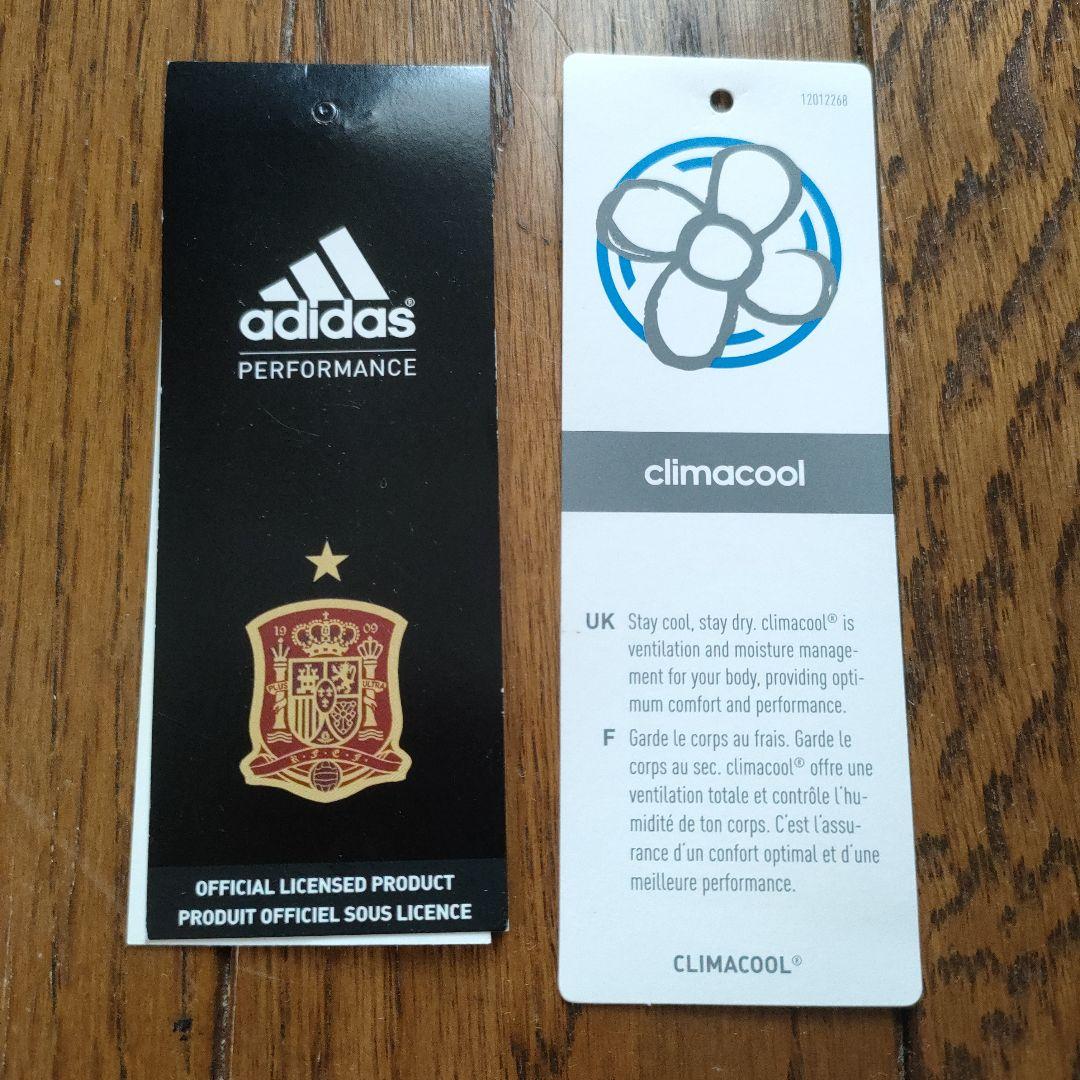 adidas®
PERFORMANCE
19 09
PLUS ULTRA
R·F·E·F·
OFFICIAL LICENSED PRODUCT
PRODUIT OFFICIEL SOUS LICENCE
12012268
climacool
UK Stay cool, stay dry. climacool® is
ventilation and moisture manage-
ment for your body, providing opti-
mum comfort and performance.
F Garde le corps au frais. Garde le
corps au sec. climacool® offre une
ventilation totale et contrôle l'hu-
midité de ton corps. C'est l'assu-
rance d'un confort optimal et d'une
meilleure performance.
CLIMACOOL®